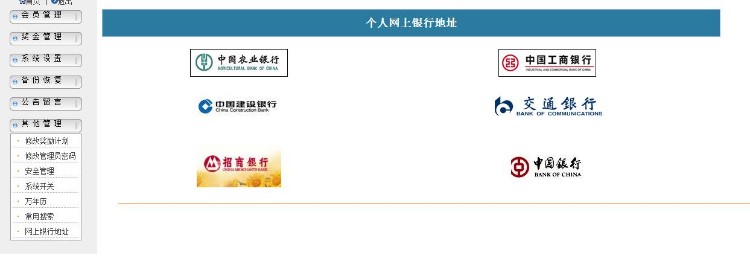 首页 | 退出
会员管理
奖金管理
系统设置
备份恢复
公告留言
其他管理
修改奖励计划
修改管理员密码
安全管理
系统开关
万年历
常用搜索
网上银行地址
个人网上银行地址
中国农业银行
AGRICULTURAL BANK OF CHINA
中国工商银行
INDUSTRIAL AND COMMERCIAL BANK OF CHINA
中国建设银行
China Construction Bank
交通银行
BANK OF COMMUNICATIONS
招商银行
CHINA MERCHANTS BANK
中国银行
BANK OF CHINA